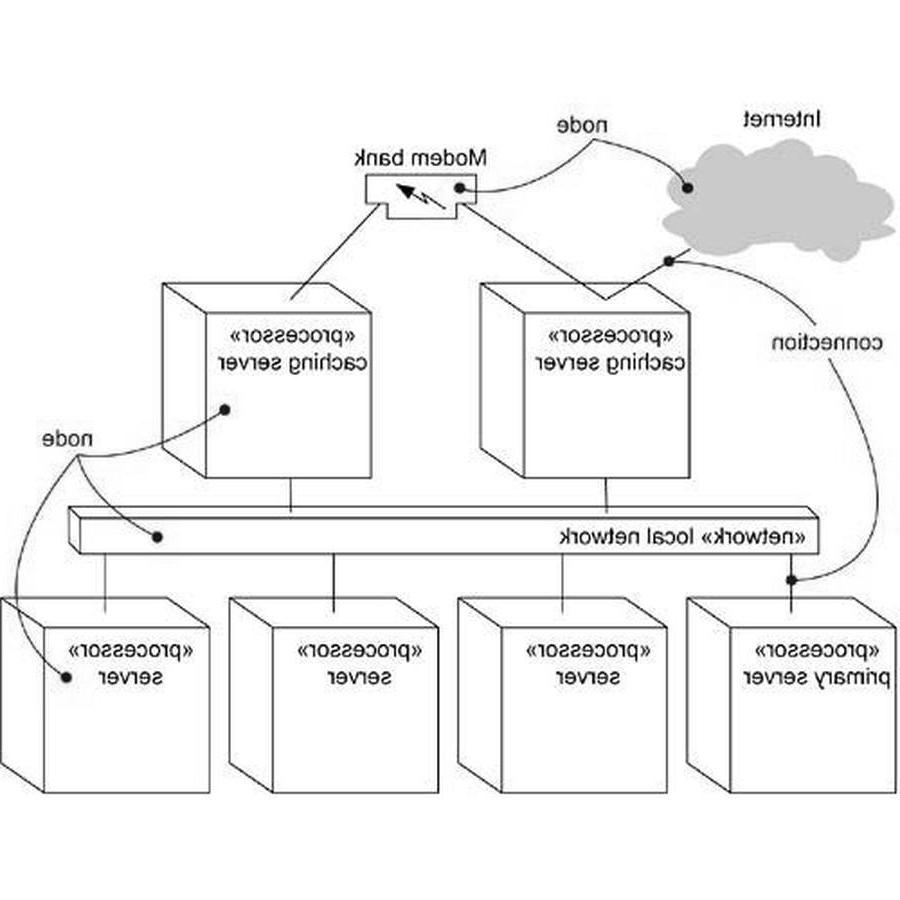 Internet
node
Modem bank
«processor»
caching server
«processor»
caching server
connection
node
«network» local network
«processor»
primary server
«processor»
server
«processor»
server
«processor»
server